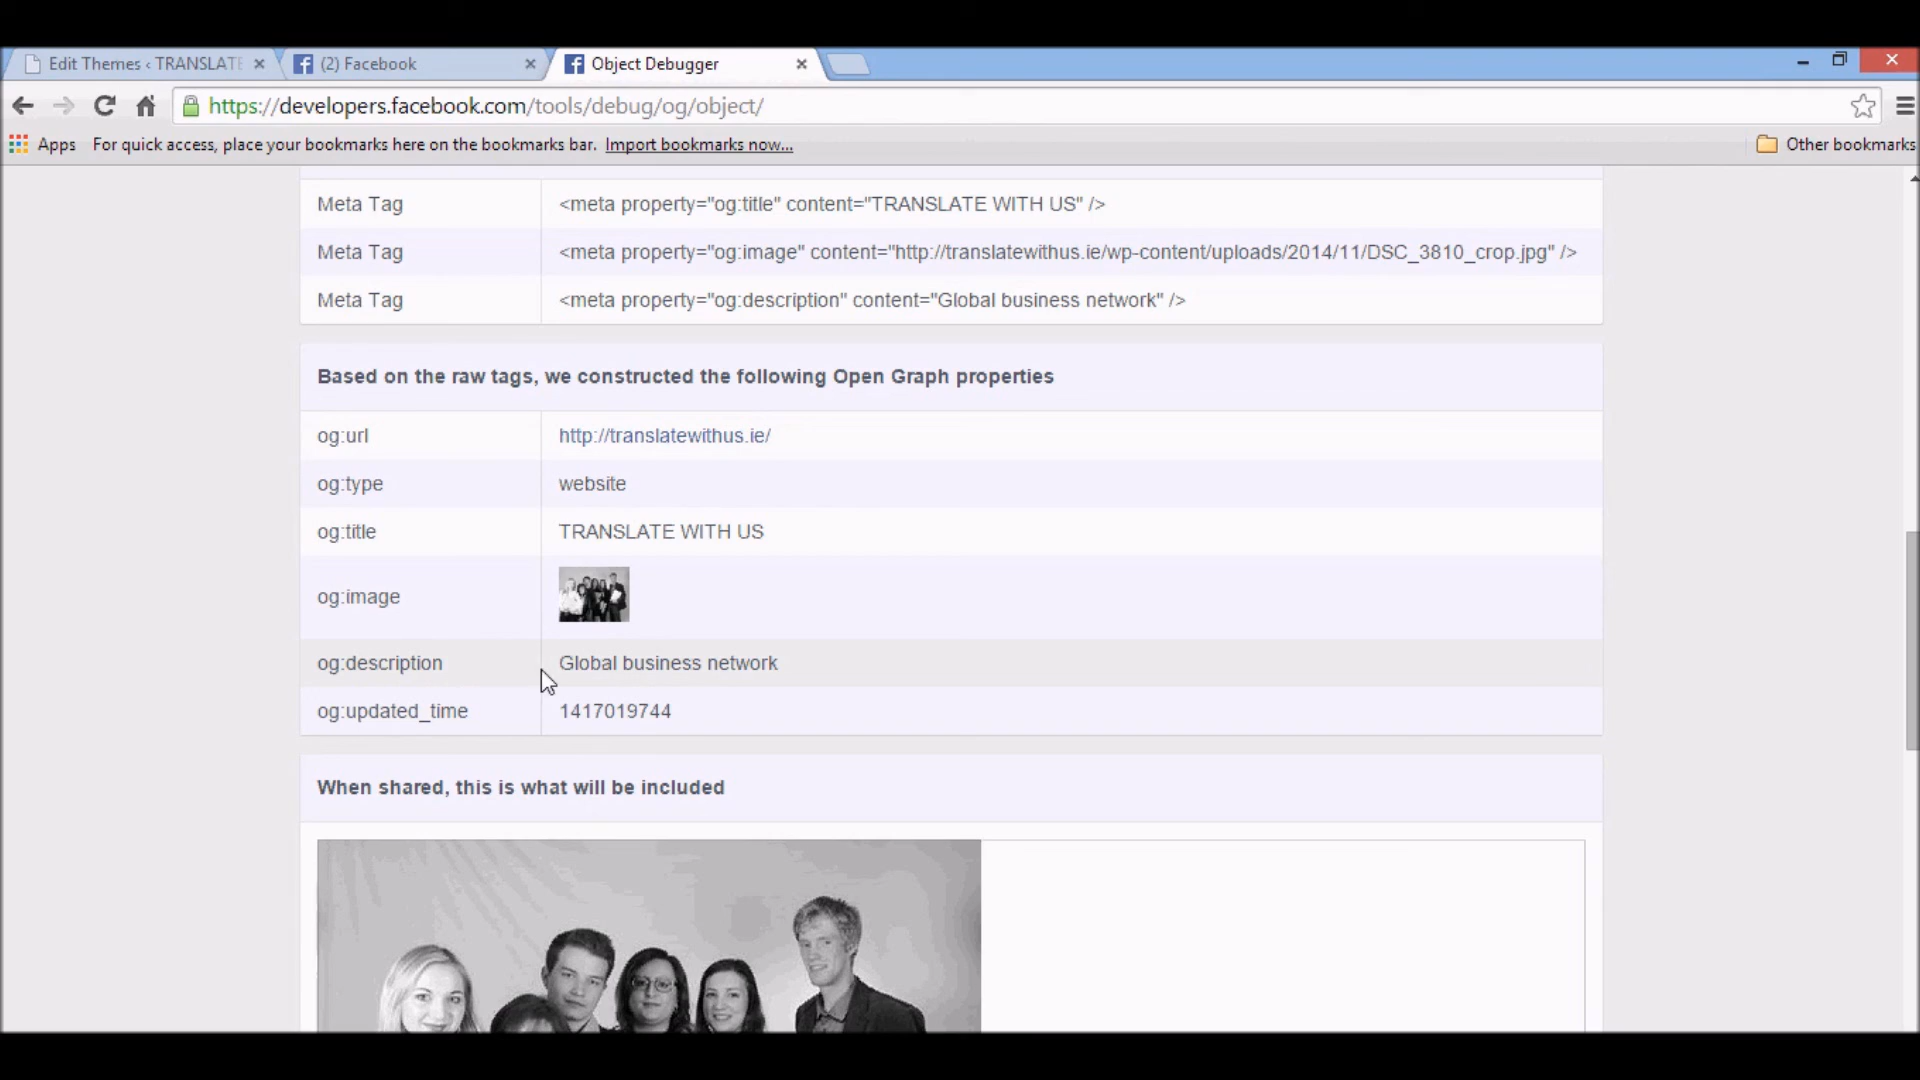 Edit Themes ‹ TRANSLATE
(2) Facebook
Object Debugger
https://developers.facebook.com/tools/debug/og/object/
Apps
For quick access, place your bookmarks here on the bookmarks bar.
Import bookmarks now...
Other bookmarks
Meta Tag
<meta property="og:title" content="TRANSLATE WITH US" />
Meta Tag
<meta property="og:image" content="http://translatewithus.ie/wp-content/uploads/2014/11/DSC_3810_crop.jpg" />
Meta Tag
<meta property="og:description" content="Global business network" />
Based on the raw tags, we constructed the following Open Graph properties
og:url
http://translatewithus.ie/
og:type
website
og:title
TRANSLATE WITH US
og:image
og:description
Global business network
og:updated_time
1417019744
When shared, this is what will be included